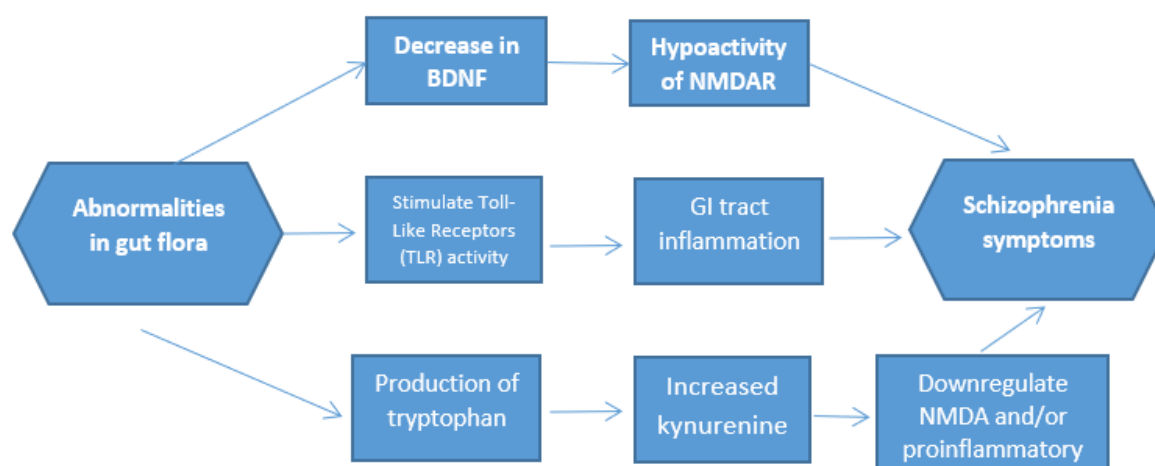 Decrease in
BDNF
Hypoactivity
of NMDAR
Abnormalities
in gut flora
Stimulate Toll-
Like Receptors
(TLR) activity
GI tract
inflammation
Schizophrenia
symptoms
Production of
tryptophan
Increased
kynurenine
Downregulate
NMDA and/or
proinflammatory